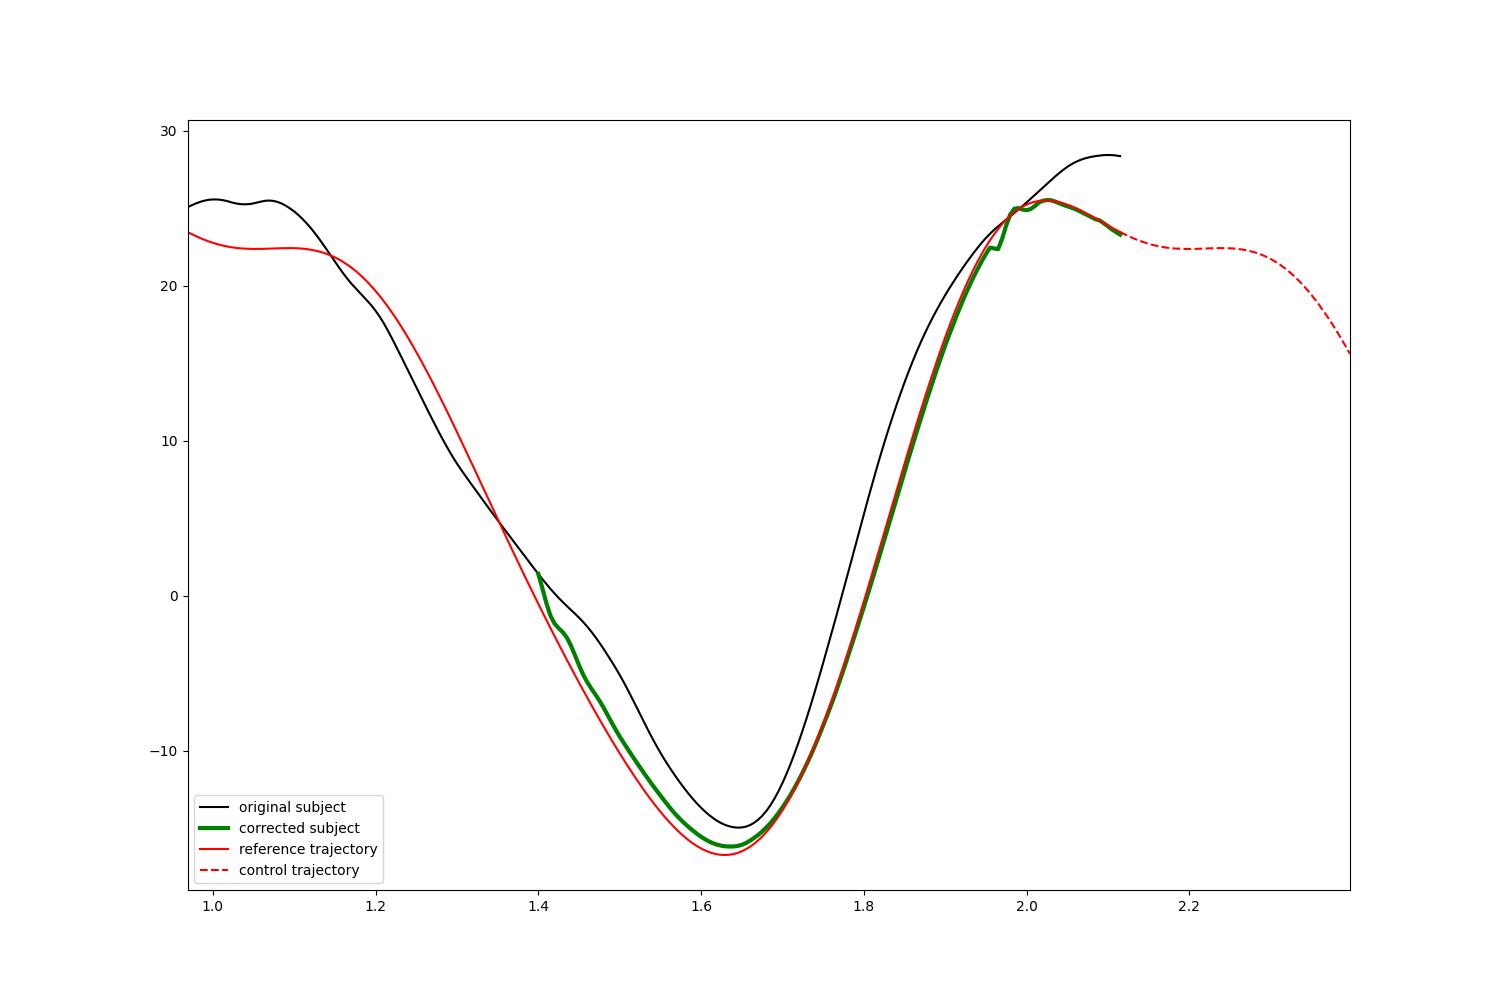 30
20
10
0
−10
original subject
corrected subject
reference trajectory
control trajectory
1.0 1.2 1.4 1.6 1.8 2.0 2.2